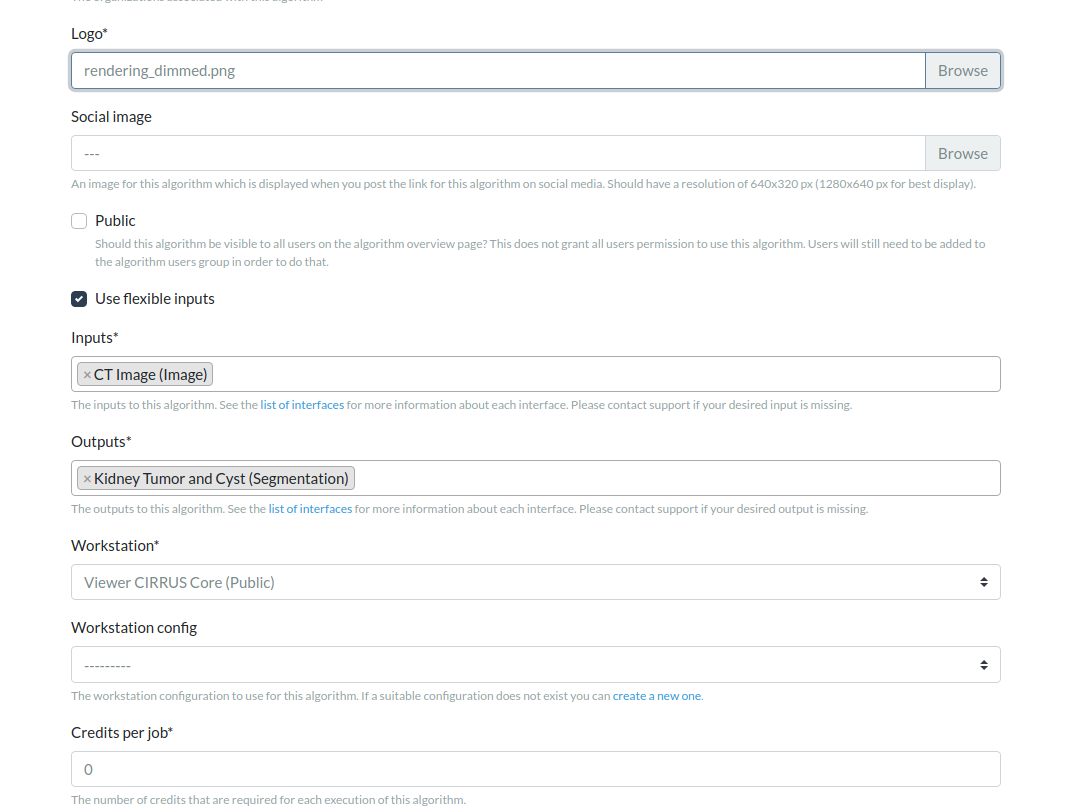 The organizations associated with this algorithm.
Logo*
rendering_dimmed.png Browse
Social image
--- Browse
An image for this algorithm which is displayed when you post the link for this algorithm on social media. Should have a resolution of 640x320 px (1280x640 px for best display).
Public
Should this algorithm be visible to all users on the algorithm overview page? This does not grant all users permission to use this algorithm. Users will still need to be added to
the algorithm users group in order to do that.
Use flexible inputs
Inputs*
×CT Image (Image)
The inputs to this algorithm. See the list of interfaces for more information about each interface. Please contact support if your desired input is missing.
Outputs*
×Kidney Tumor and Cyst (Segmentation)
The outputs to this algorithm. See the list of interfaces for more information about each interface. Please contact support if your desired output is missing.
Workstation*
Viewer CIRRUS Core (Public)
Workstation config
---------
The workstation configuration to use for this algorithm. If a suitable configuration does not exist you can create a new one.
Credits per job*
0
The number of credits that are required for each execution of this algorithm.